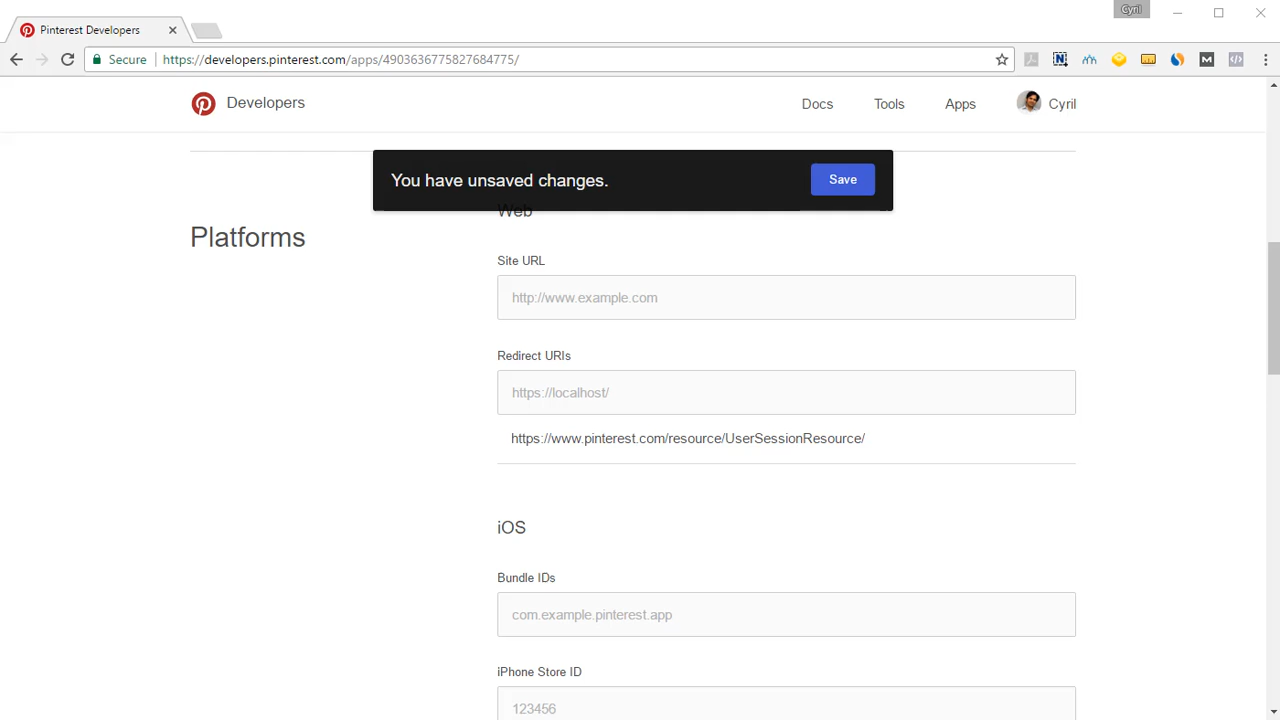 Cyril
Pinterest Developers
Secure https://developers.pinterest.com/apps/4903636775827684775/
Developers
Docs Tools Apps Cyril
You have unsaved changes. Save
Web
Platforms
Site URL
http://www.example.com
Redirect URIs
https://localhost/
https://www.pinterest.com/resource/UserSessionResource/
iOS
Bundle IDs
com.example.pinterest.app
iPhone Store ID
123456